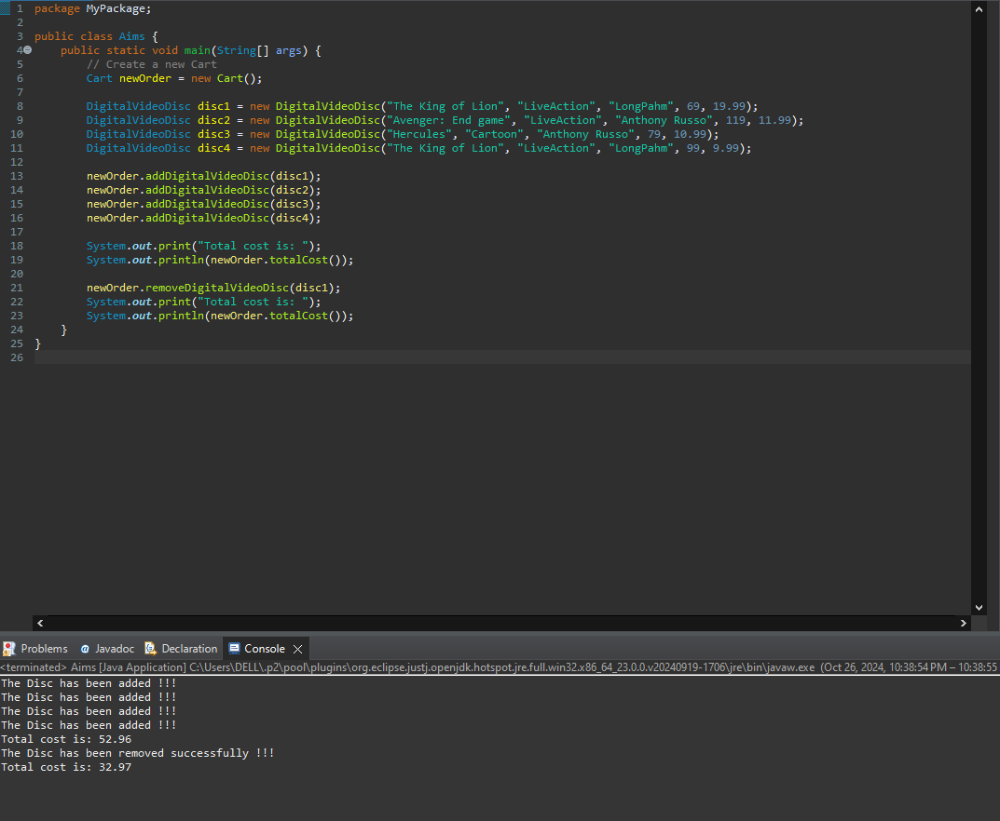 1 package MyPackage;
2
3 public class Aims {
4 public static void main(String[] args) {
5 // Create a new Cart
6 Cart newOrder = new Cart();
7
8 DigitalVideoDisc disc1 = new DigitalVideoDisc("The King of Lion", "LiveAction", "LongPahm", 69, 19.99);
9 DigitalVideoDisc disc2 = new DigitalVideoDisc("Avenger: End game", "LiveAction", "Anthony Russo", 119, 11.99);
10 DigitalVideoDisc disc3 = new DigitalVideoDisc("Hercules", "Cartoon", "Anthony Russo", 79, 10.99);
11 DigitalVideoDisc disc4 = new DigitalVideoDisc("The King of Lion", "LiveAction", "LongPahm", 99, 9.99);
12
13 newOrder.addDigitalVideoDisc(disc1);
14 newOrder.addDigitalVideoDisc(disc2);
15 newOrder.addDigitalVideoDisc(disc3);
16 newOrder.addDigitalVideoDisc(disc4);
17
18 System.out.print("Total cost is: ");
19 System.out.println(newOrder.totalCost());
20
21 newOrder.removeDigitalVideoDisc(disc1);
22 System.out.print("Total cost is: ");
23 System.out.println(newOrder.totalCost());
24 }
25 }
26
Problems @ Javadoc Declaration Console
<terminated> Aims [Java Application] C:\Users\DELL\.p2\pool\plugins\org.eclipse.justj.openjdk.hotspot.jre.full.win32.x86_64_23.0.0.v20240919-1706\jre\bin\javaw.exe (Oct 26, 2024, 10:38:54 PM – 10:38:55
The Disc has been added !!!
The Disc has been added !!!
The Disc has been added !!!
The Disc has been added !!!
Total cost is: 52.96
The Disc has been removed successfully !!!
Total cost is: 32.97